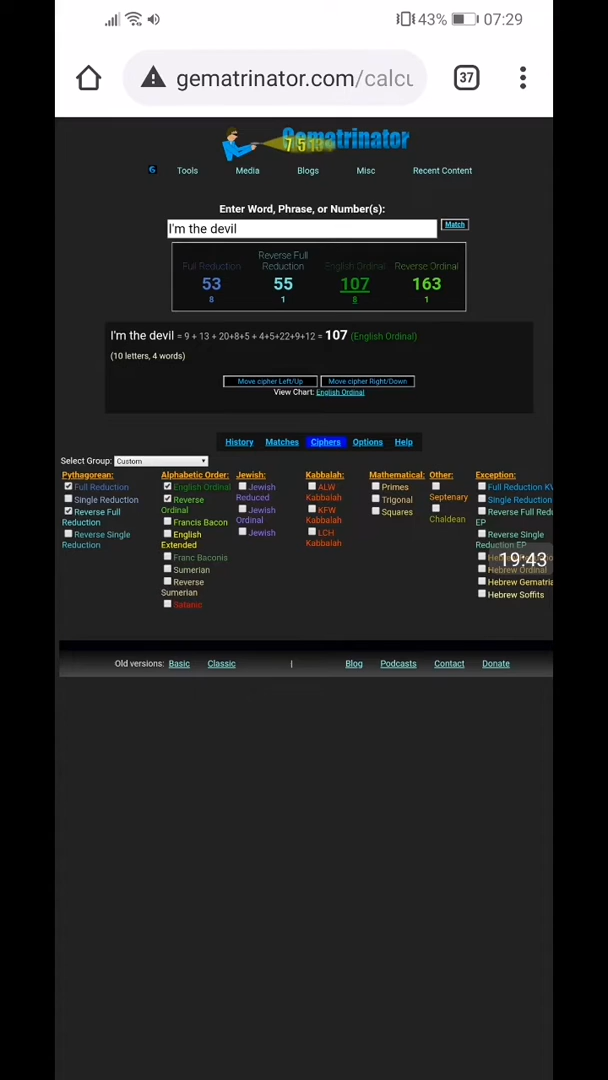 43% 07:29
gematrinator.com/calcu
37
Gematrinator
Tools Media Blogs Misc Recent Content
Enter Word, Phrase, or Number(s):
I'm the devil Match
Full Reduction Reverse Full Reduction English Ordinal Reverse Ordinal
53 55 107 163
8 1 8 1
I'm the devil = 9 + 13 + 20+8+5 + 4+5+22+9+12 = 107 (English Ordinal)
(10 letters, 4 words)
Move cipher Left/Up Move cipher Right/Down
View Chart: English Ordinal
History Matches Ciphers Options Help
Select Group: Custom
Pythagorean: Alphabetic Order: Jewish: Kabbalah: Mathematical: Other: Exception:
Full Reduction English Ordinal Jewish Reduced ALW Kabbalah Primes Septenary Full Reduction KV
Single Reduction Reverse Ordinal Jewish Ordinal KFW Kabbalah Trigonal Chaldean Single Reduction
Reverse Full Reduction Francis Bacon Jewish LCH Kabbalah Squares Reverse Full Redu EP
Reverse Single Reduction English Extended Reverse Single Reduction EP
Franc Baconis
19:43
Sumerian Hebrew Ordinal
Reverse Sumerian Hebrew Gematria
Satanic Hebrew Soffits
Old versions: Basic Classic | Blog Podcasts Contact Donate